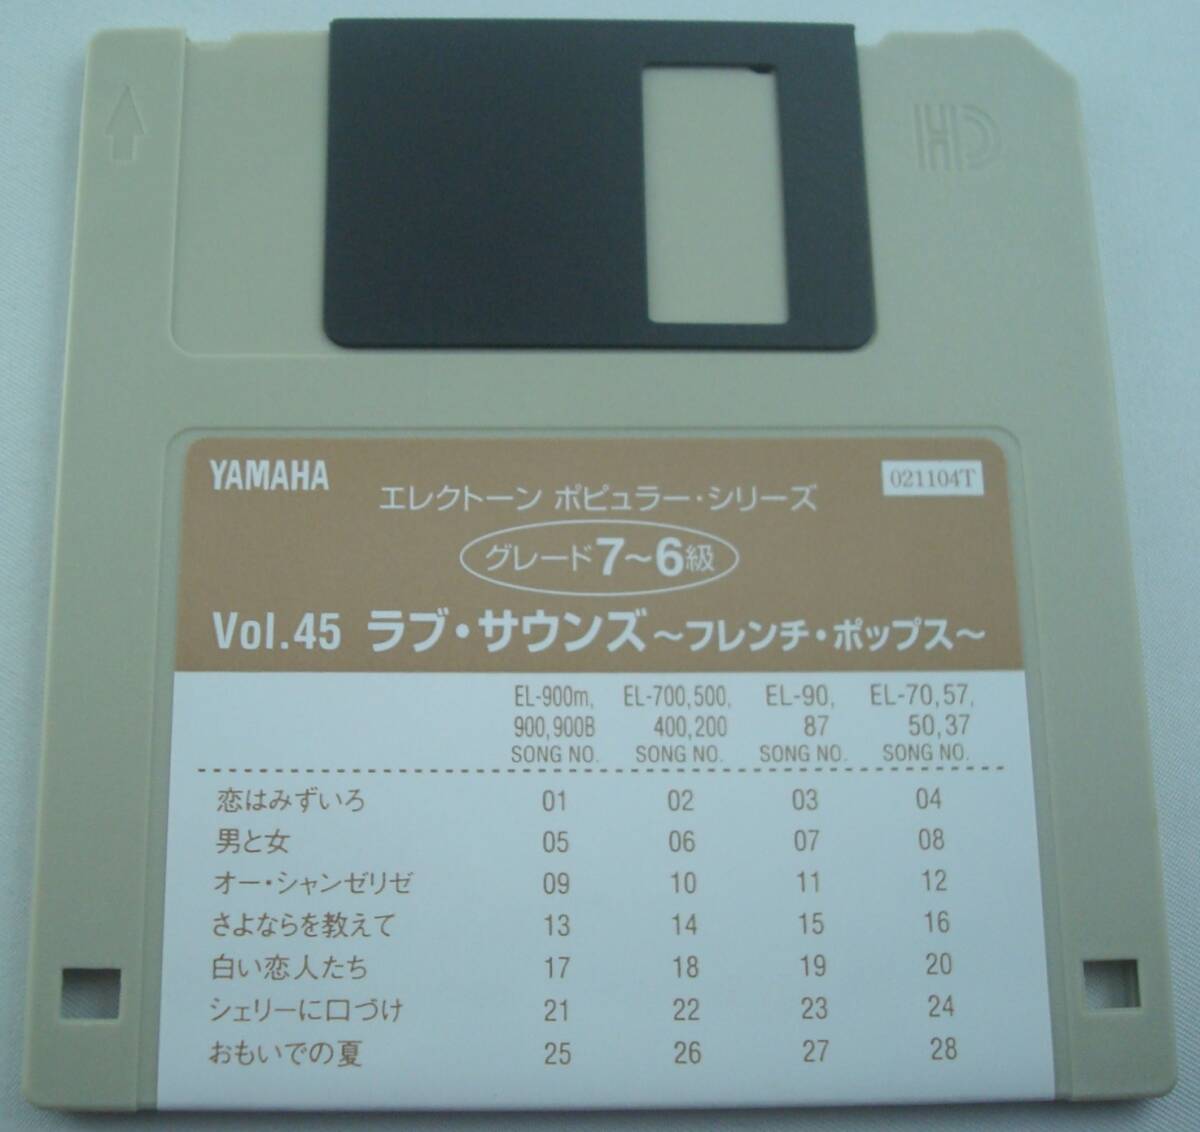 HD
YAMAHA
021104T
エレクトーン ポピュラー・シリーズ
グレード7〜6級
Vol.45 ラブ・サウンズ〜フレンチ・ポップス〜
EL-900m, EL-700,500, EL-90, EL-70,57,
900,900B 400,200 87 50,37
SONG NO. SONG NO. SONG NO. SONG NO.
恋はみずいろ 01 02 03 04
男と女 05 06 07 08
オー・シャンゼリゼ 09 10 11 12
さよならを教えて 13 14 15 16
白い恋人たち 17 18 19 20
シェリーに口づけ 21 22 23 24
おもいでの夏 25 26 27 28